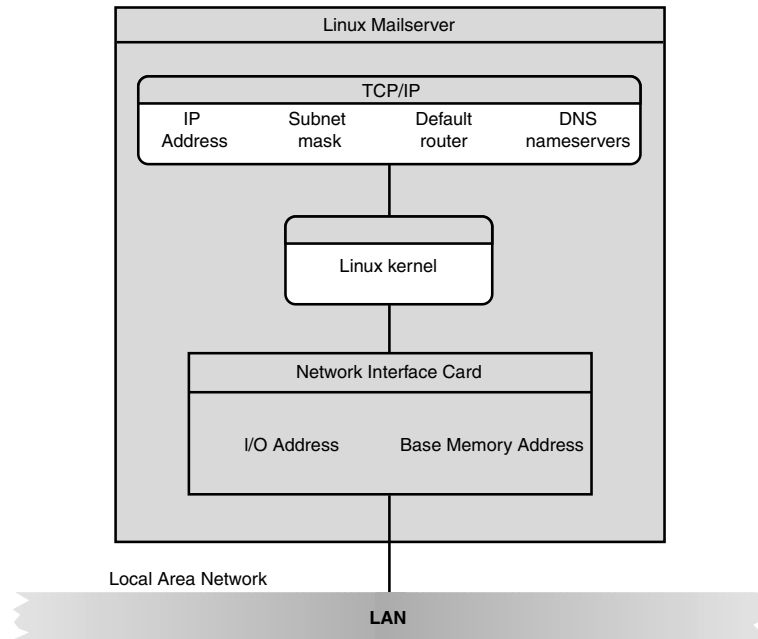 Linux Mailserver
TCP/IP
IP
Address
Subnet
mask
Default
router
DNS
nameservers
Linux kernel
Network Interface Card
I/O Address
Base Memory Address
Local Area Network
LAN